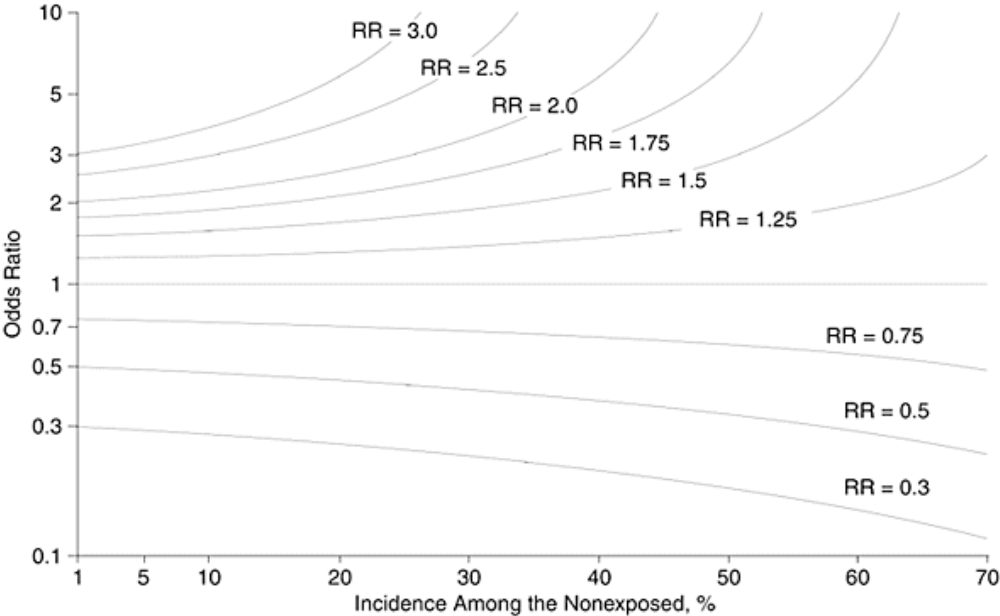 10
RR = 3.0
RR = 2.5
5
RR = 2.0
RR = 1.75
3
RR = 1.5
2
RR = 1.25
Odds Ratio
1
0.7
RR = 0.75
0.5
RR = 0.5
0.3
RR = 0.3
0.1
1 5 10 20 30 40 50 60 70
Incidence Among the Nonexposed, %